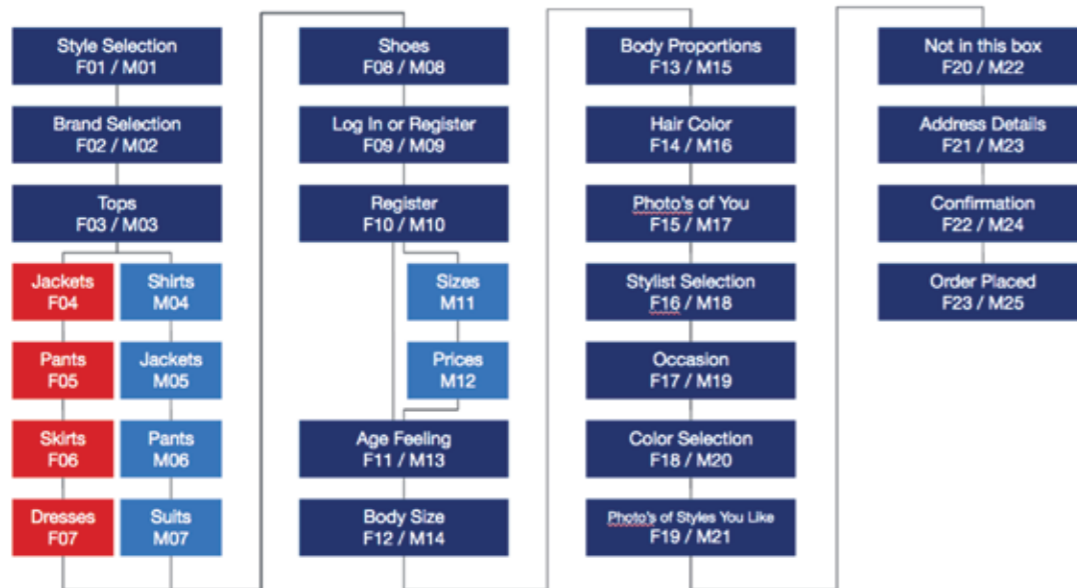 Style Selection
F01 / M01
Brand Selection
F02 / M02
Tops
F03 / M03
Jackets
F04
Shirts
M04
Pants
F05
Jackets
M05
Skirts
F06
Pants
M06
Dresses
F07
Suits
M07
Shoes
F08 / M08
Log In or Register
F09 / M09
Register
F10 / M10
Sizes
M11
Prices
M12
Age Feeling
F11 / M13
Body Size
F12 / M14
Body Proportions
F13 / M15
Hair Color
F14 / M16
Photo's of You
F15 / M17
Stylist Selection
F16 / M18
Occasion
F17 / M19
Color Selection
F18 / M20
Photo's of Styles You Like
F19 / M21
Not in this box
F20 / M22
Address Details
F21 / M23
Confirmation
F22 / M24
Order Placed
F23 / M25